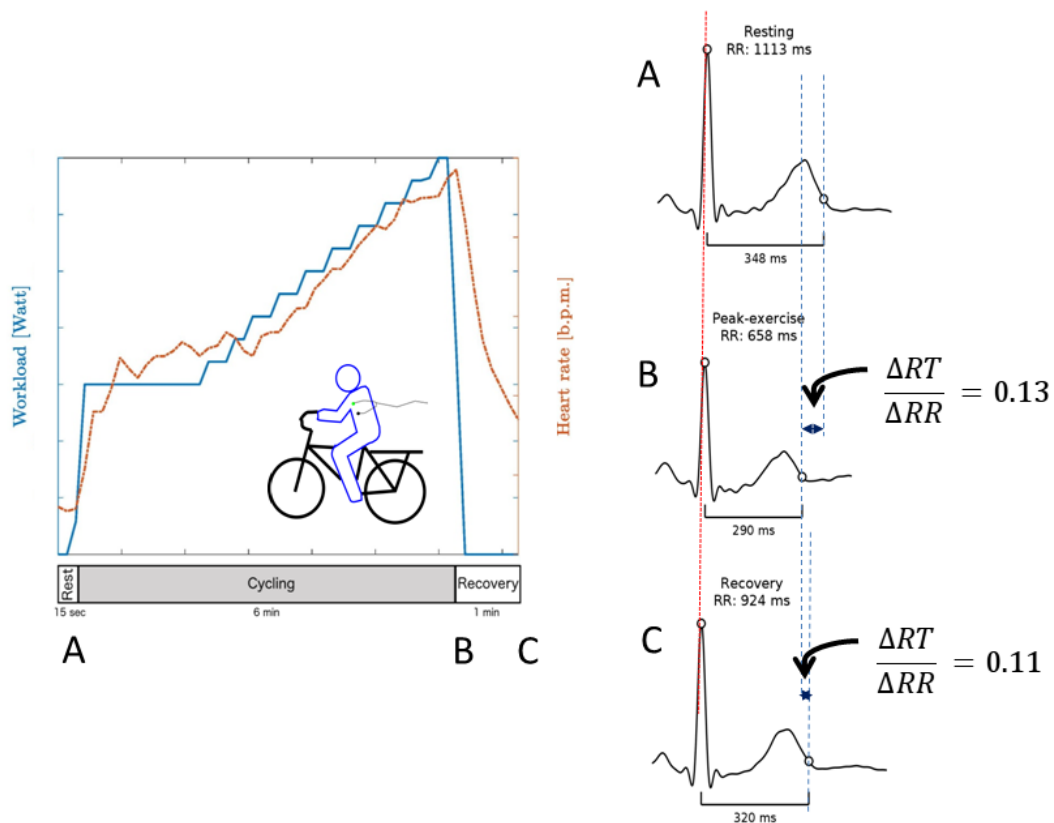 Workload [Watt]
Heart rate [b.p.m.]
Rest
Cycling
Recovery
15 sec
6 min
1 min
A
B
C
A
Resting
RR: 1113 ms
348 ms
B
Peak-exercise
RR: 658 ms
ΔRT
ΔRR
= 0.13
290 ms
C
Recovery
RR: 924 ms
ΔRT
ΔRR
= 0.11
320 ms